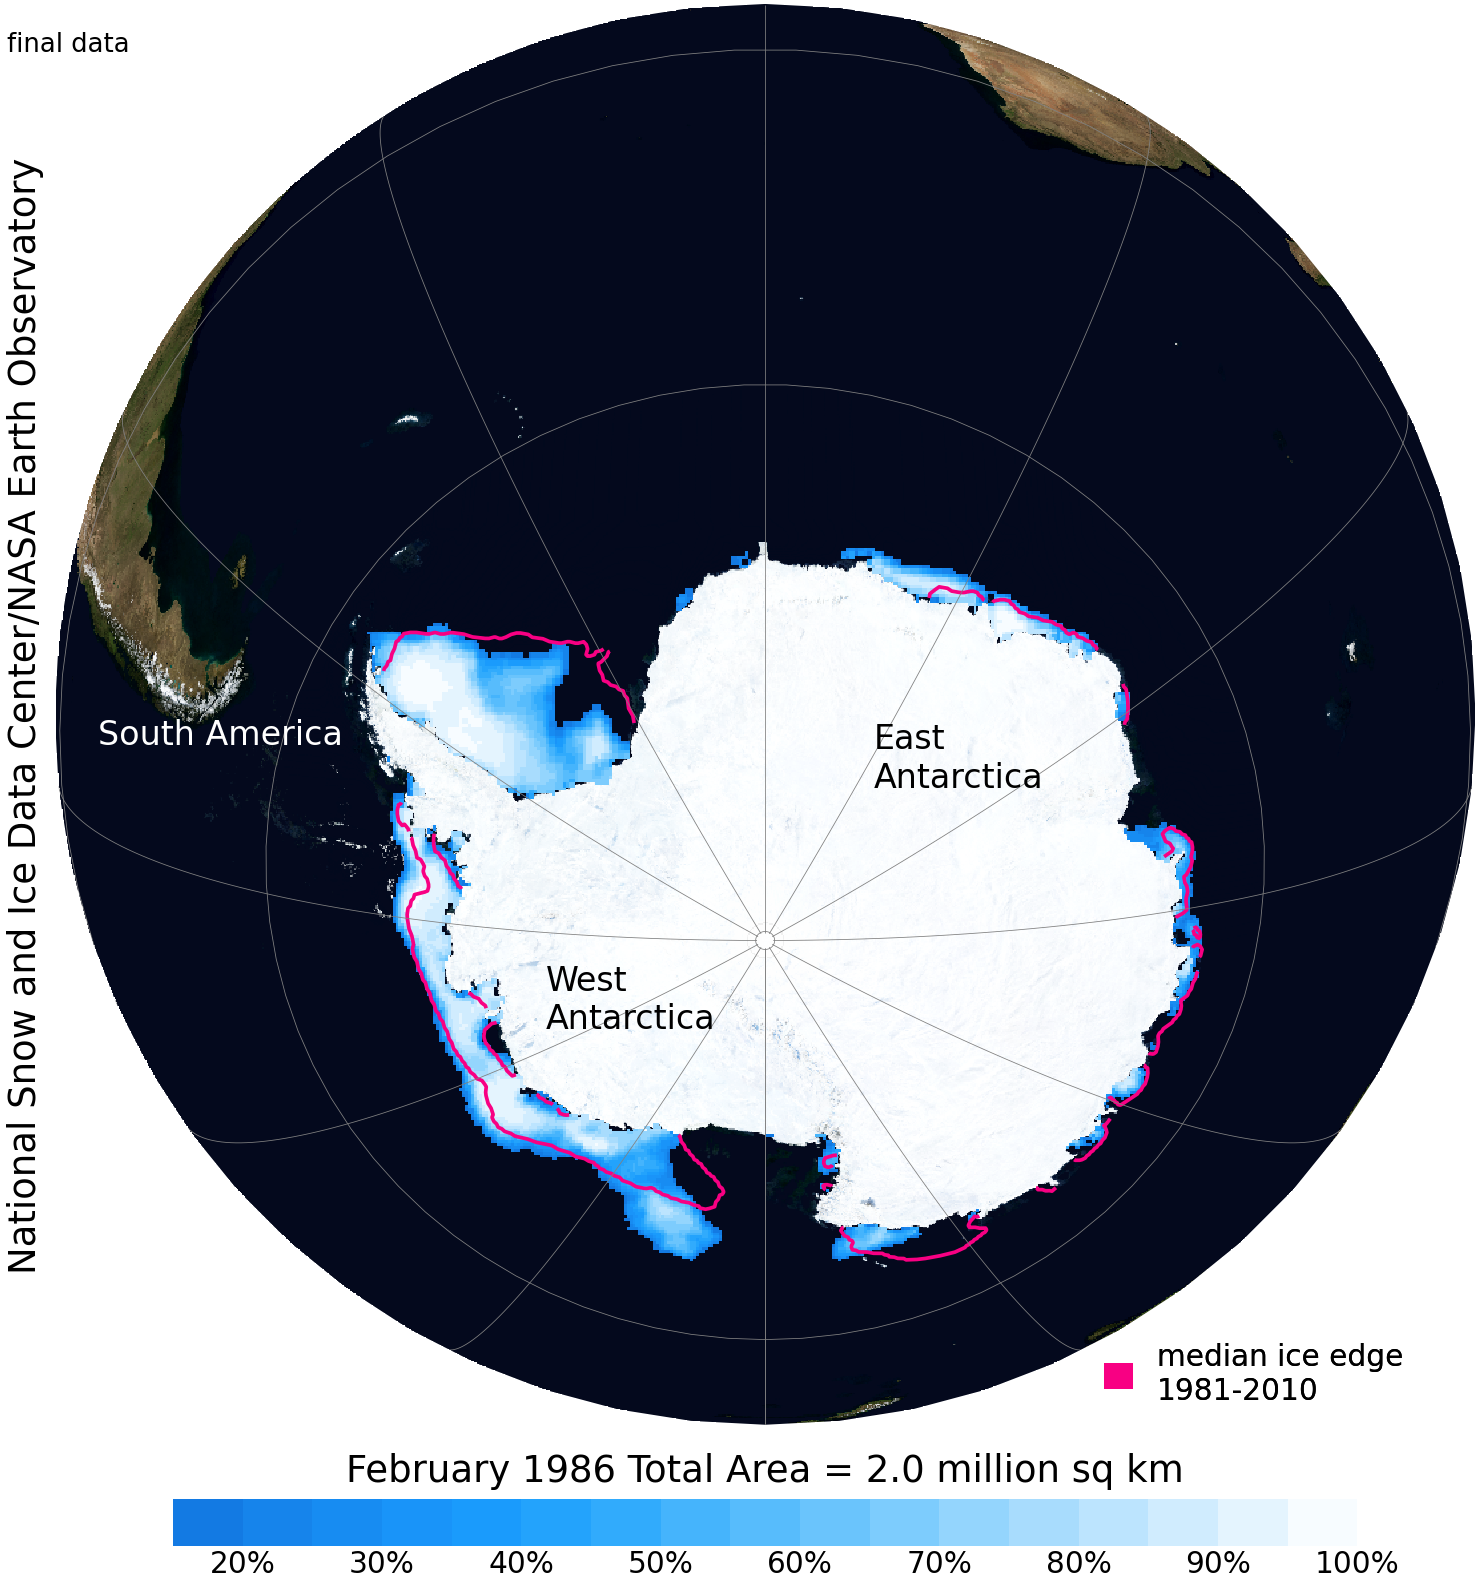 final data
National Snow and Ice Data Center/NASA Earth Observatory
South America
East
Antarctica
West
Antarctica
median ice edge
1981-2010
February 1986 Total Area = 2.0 million sq km
20% 30% 40% 50% 60% 70% 80% 90% 100%